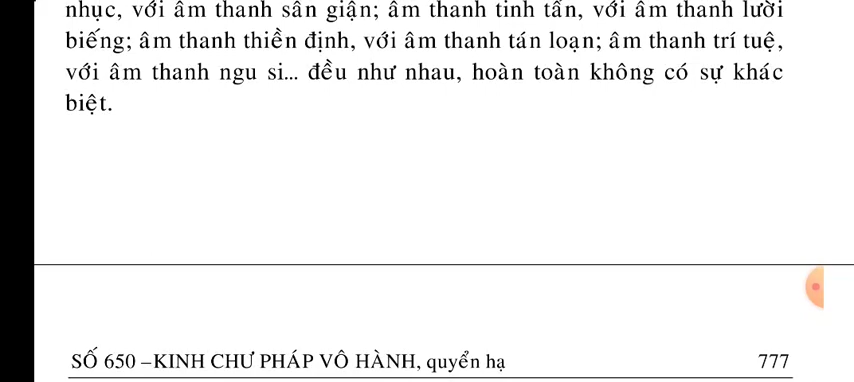 nhục, với âm thanh sân giận; âm thanh tinh tấn, với âm thanh lười
biếng; âm thanh thiền định, với âm thanh tán loạn; âm thanh trí tuệ,
với âm thanh ngu si... đều như nhau, hoàn toàn không có sự khác
biệt.
SỐ 650 –KINH CHƯ PHÁP VÔ HÀNH, quyển hạ 777